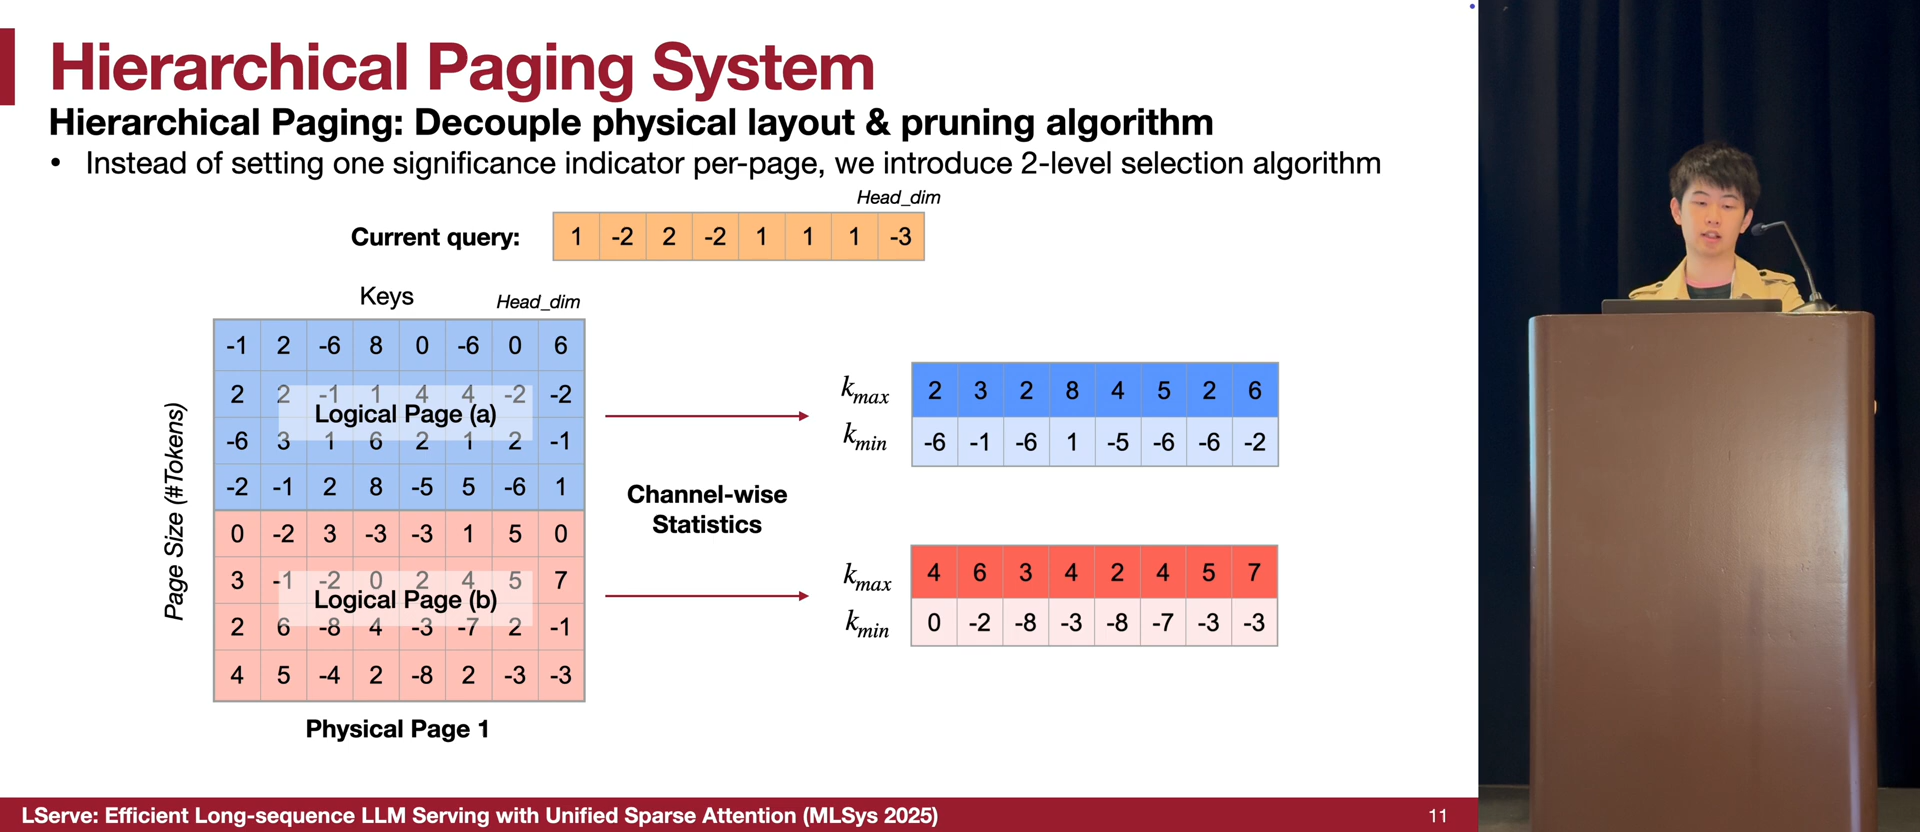 Hierarchical Paging System
Hierarchical Paging: Decouple physical layout & pruning algorithm
• Instead of setting one significance indicator per-page, we introduce 2-level selection algorithm
Head_dim
Current query: 1 -2 2 -2 1 1 1 -3
Keys Head_dim
Page Size (#Tokens)
-1 2 -6 8 0 -6 0 6
2 2 -1 1 4 4 -2 -2
Logical Page (a)
-6 3 1 6 2 1 2 -1
-2 -1 2 8 -5 5 -6 1
0 -2 3 -3 -3 1 5 0
3 -1 -2 0 2 4 5 7
Logical Page (b)
2 6 -8 4 -3 -7 2 -1
4 5 -4 2 -8 2 -3 -3
Physical Page 1
Channel-wise
Statistics
kmax 2 3 2 8 4 5 2 6
kmin -6 -1 -6 1 -5 -6 -6 -2
kmax 4 6 3 4 2 4 5 7
kmin 0 -2 -8 -3 -8 -7 -3 -3
LServe: Efficient Long-sequence LLM Serving with Unified Sparse Attention (MLSys 2025)
11